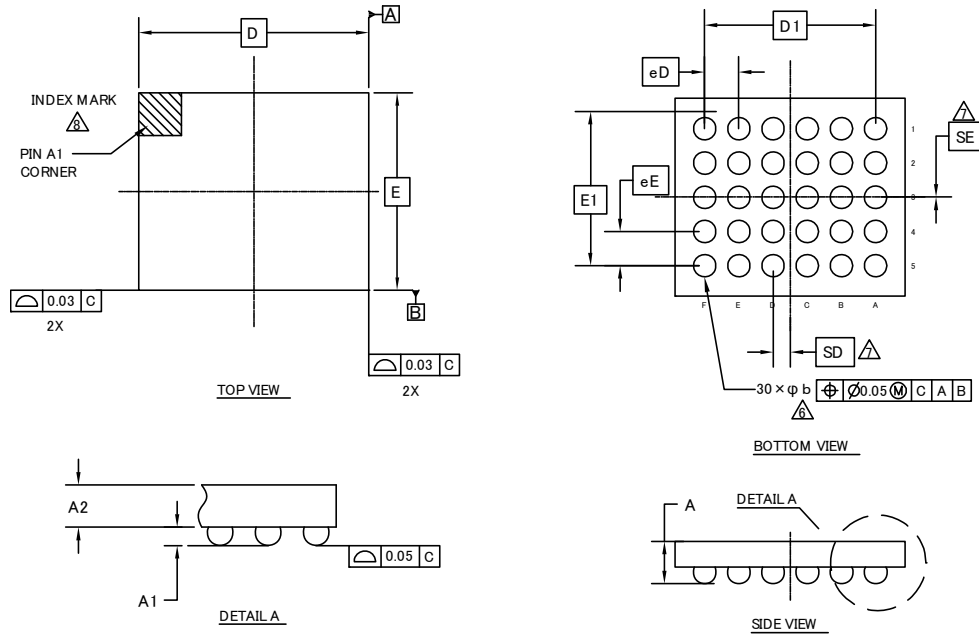 D
A
INDEX MARK
8
PIN A1
CORNER
E
0.03 C
2X
B
0.03 C
2X
TOP VIEW
D1
eD
7
SE
eE
E1
1
2
3
4
5
F E D C B A
SD 7
30×φb ⌖ Ø0.05 Ⓜ C A B
6
BOTTOM VIEW
A2
A1
0.05 C
DETAIL A
A
DETAIL A
SIDE VIEW